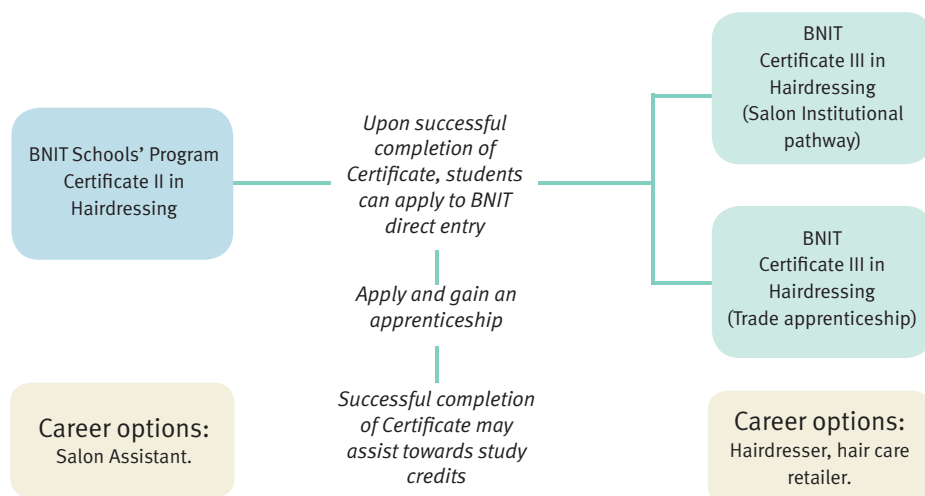 BNIT Schools’ Program
Certificate II in
Hairdressing
Upon successful
completion of
Certificate, students
can apply to BNIT
direct entry
Apply and gain an
apprenticeship
Successful completion
of Certificate may
assist towards study
credits
BNIT
Certificate III in
Hairdressing
(Salon Institutional
pathway)
BNIT
Certificate III in
Hairdressing
(Trade apprenticeship)
Career options:
Salon Assistant.
Career options:
Hairdresser, hair care
retailer.